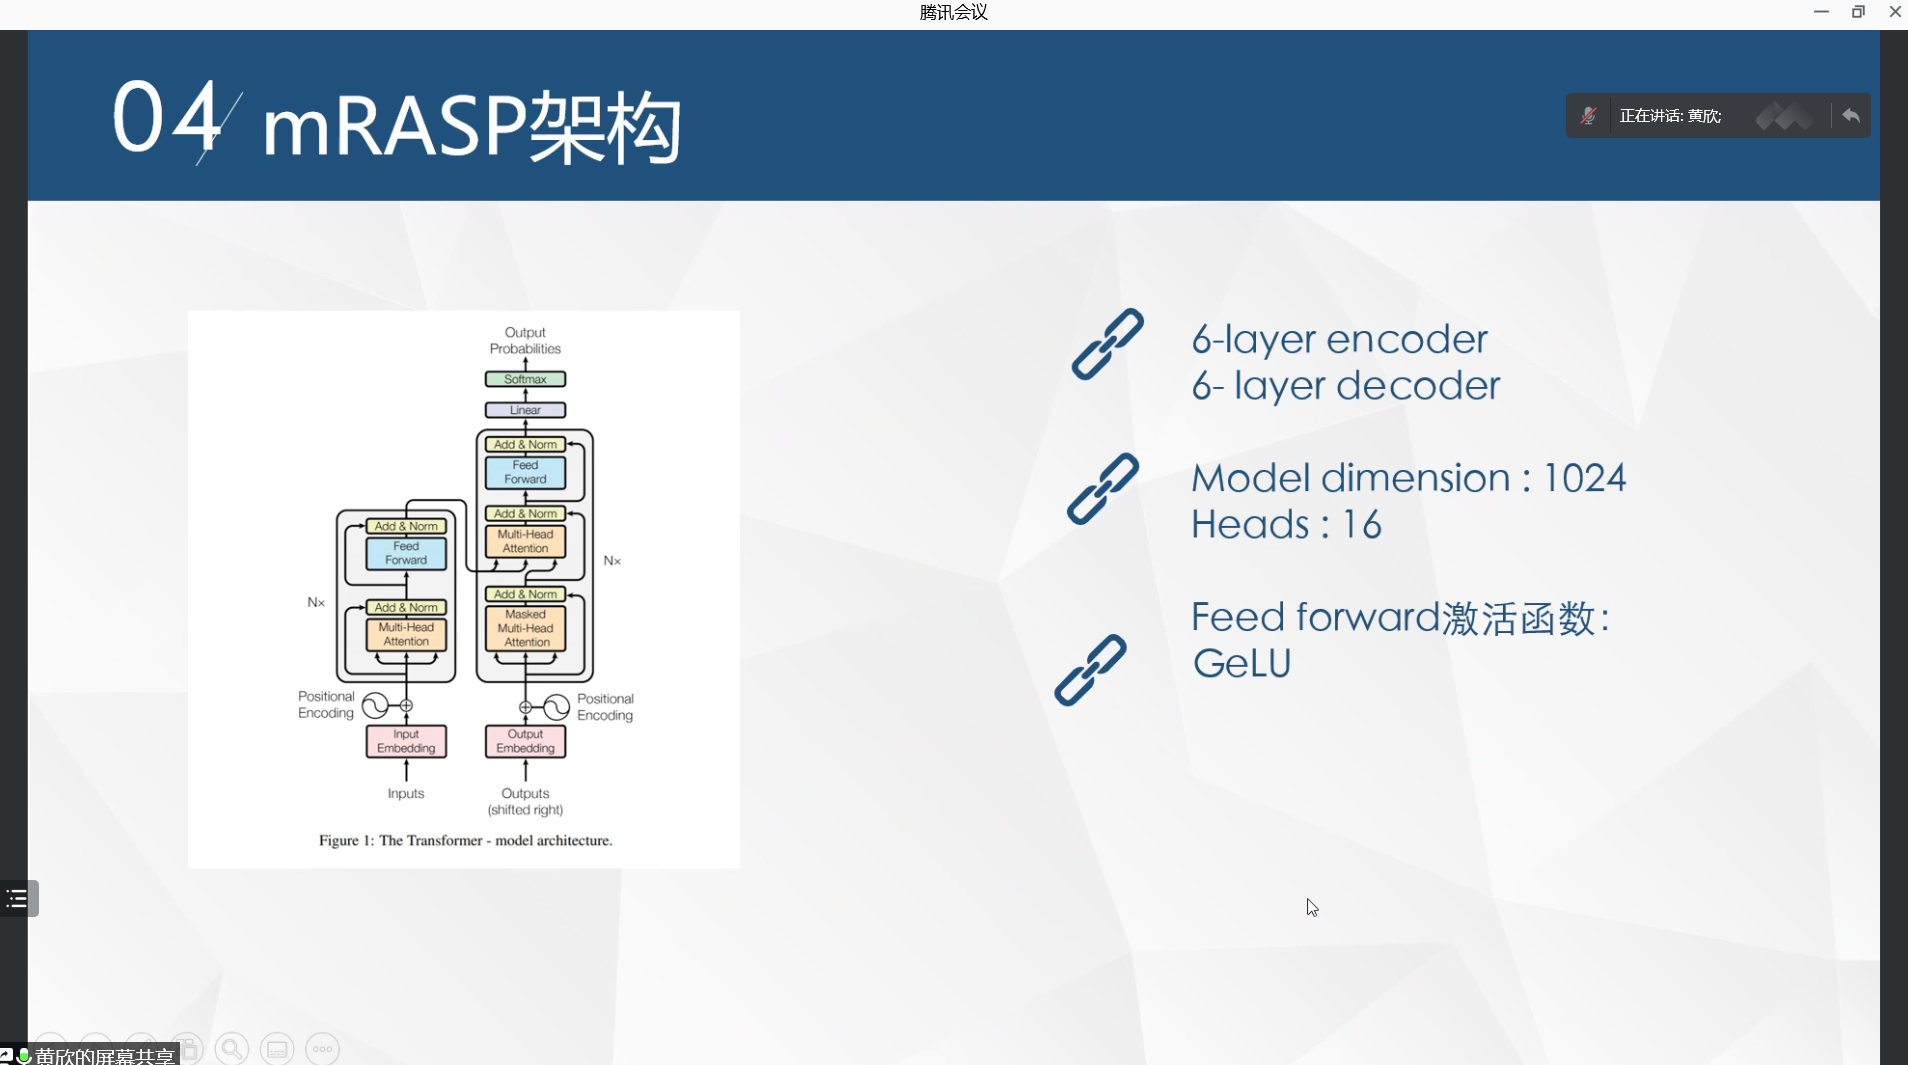 腾讯会议
04 mRASP架构
正在讲话: 黄欣;
Output
Probabilities
Softmax
Linear
Add & Norm
Feed
Forward
Add & Norm
Multi-Head
Attention
Nx
Add & Norm
Masked
Multi-Head
Attention
Add & Norm
Feed
Forward
Nx
Add & Norm
Multi-Head
Attention
Positional
Encoding
Positional
Encoding
Input
Embedding
Output
Embedding
Inputs
Outputs
(shifted right)
Figure 1: The Transformer - model architecture.
6-layer encoder
6- layer decoder
Model dimension : 1024
Heads : 16
Feed forward激活函数:
GeLU
黄欣的屏幕共享